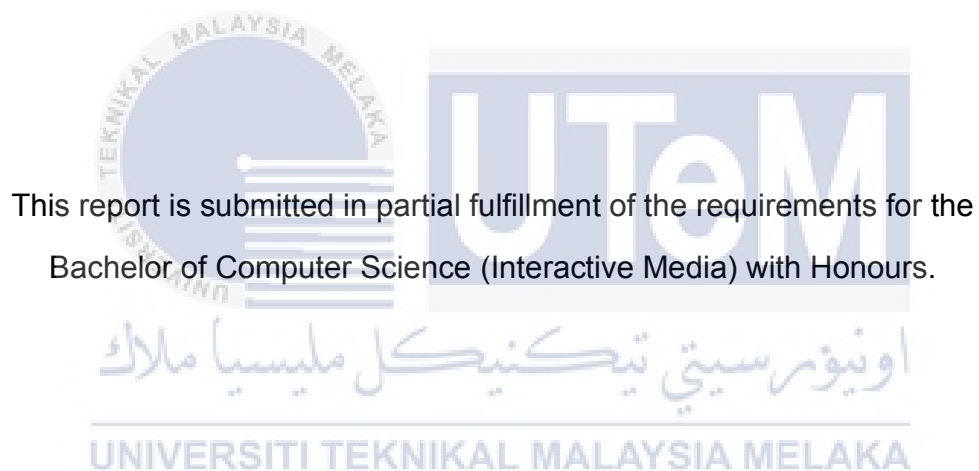 UNIVERSITI TEKNIKAL MALAYSIA MELAKA
UTeM
This report is submitted in partial fulfillment of the requirements for the
Bachelor of Computer Science (Interactive Media) with Honours.
اونيۏرسيتي تيكنيكل مليسيا ملاك
UNIVERSITI TEKNIKAL MALAYSIA MELAKA